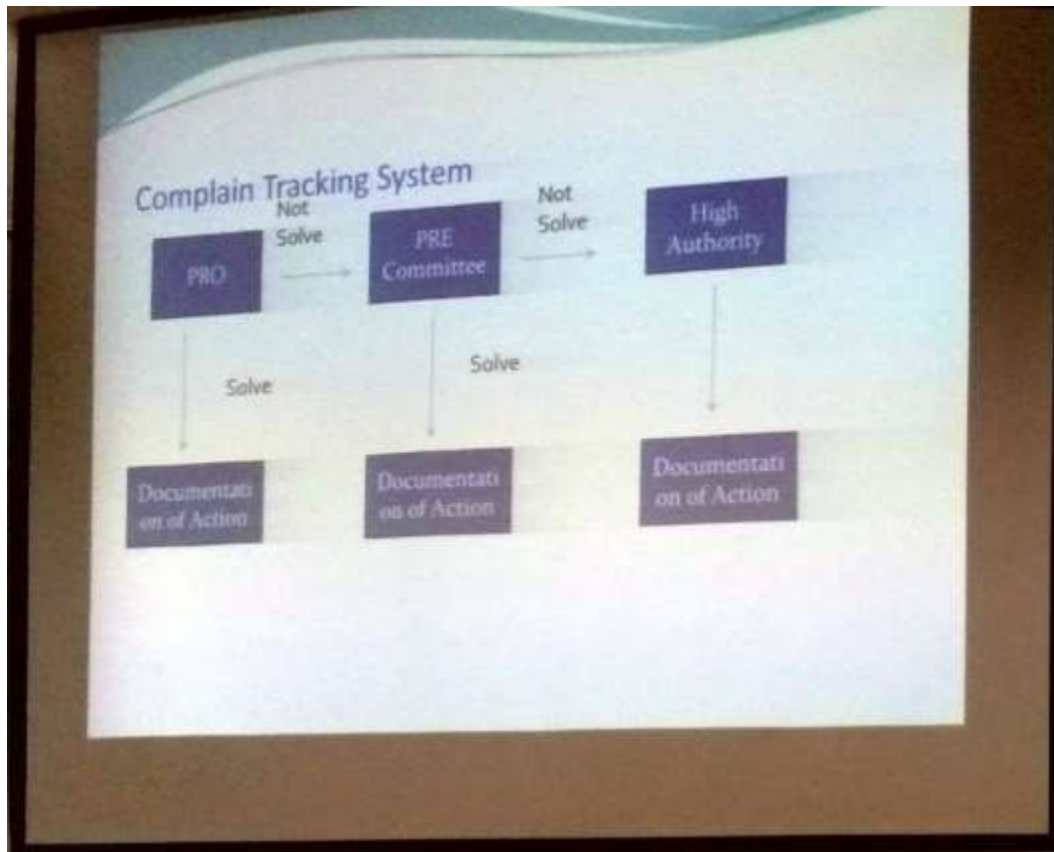 Complain Tracking System
Not
Solve
Not
Solve
PRO
PRE
Committee
High
Authority
Solve
Solve
Documentati
on of Action
Documentati
on of Action
Documentati
on of Action